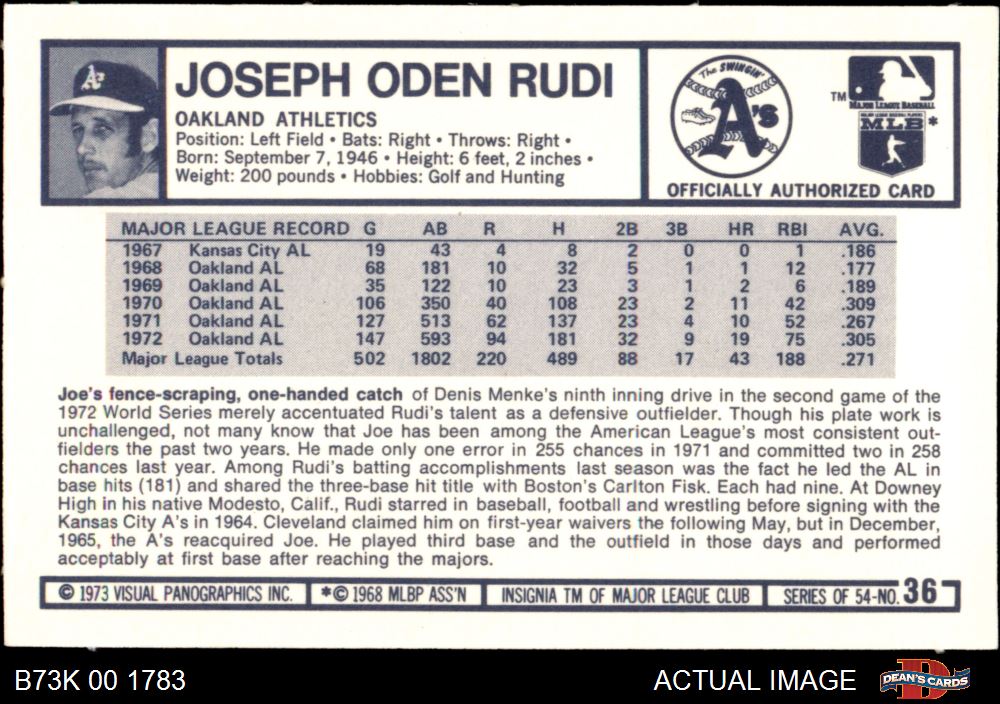 JOSEPH ODEN RUDI
OAKLAND ATHLETICS
Position: Left Field • Bats: Right • Throws: Right •
Born: September 7, 1946 • Height: 6 feet, 2 inches •
Weight: 200 pounds • Hobbies: Golf and Hunting
The SWINGIN' A's
TM MAJOR LEAGUE BASEBALL
MAJOR LEAGUE BASEBALL PLAYERS
MLB*
OFFICIALLY AUTHORIZED CARD
MAJOR LEAGUE RECORD G AB R H 2B 3B HR RBI AVG.
1967 Kansas City AL 19 43 4 8 2 0 0 1 .186
1968 Oakland AL 68 181 10 32 5 1 1 12 .177
1969 Oakland AL 35 122 10 23 3 1 2 6 .189
1970 Oakland AL 106 350 40 108 23 2 11 42 .309
1971 Oakland AL 127 513 62 137 23 4 10 52 .267
1972 Oakland AL 147 593 94 181 32 9 19 75 .305
Major League Totals 502 1802 220 489 88 17 43 188 .271
Joe's fence-scraping, one-handed catch of Denis Menke's ninth inning drive in the second game of the
1972 World Series merely accentuated Rudi's talent as a defensive outfielder. Though his plate work is
unchallenged, not many know that Joe has been among the American League's most consistent out-
fielders the past two years. He made only one error in 255 chances in 1971 and committed two in 258
chances last year. Among Rudi's batting accomplishments last season was the fact he led the AL in
base hits (181) and shared the three-base hit title with Boston's Carlton Fisk. Each had nine. At Downey
High in his native Modesto, Calif., Rudi starred in baseball, football and wrestling before signing with the
Kansas City A's in 1964. Cleveland claimed him on first-year waivers the following May, but in December,
1965, the A's reacquired Joe. He played third base and the outfield in those days and performed
acceptably at first base after reaching the majors.
© 1973 VISUAL PANOGRAPHICS INC. *© 1968 MLBP ASS'N INSIGNIA TM OF MAJOR LEAGUE CLUB SERIES OF 54-NO. 36
B73K 00 1783 ACTUAL IMAGE DEAN'S CARDS